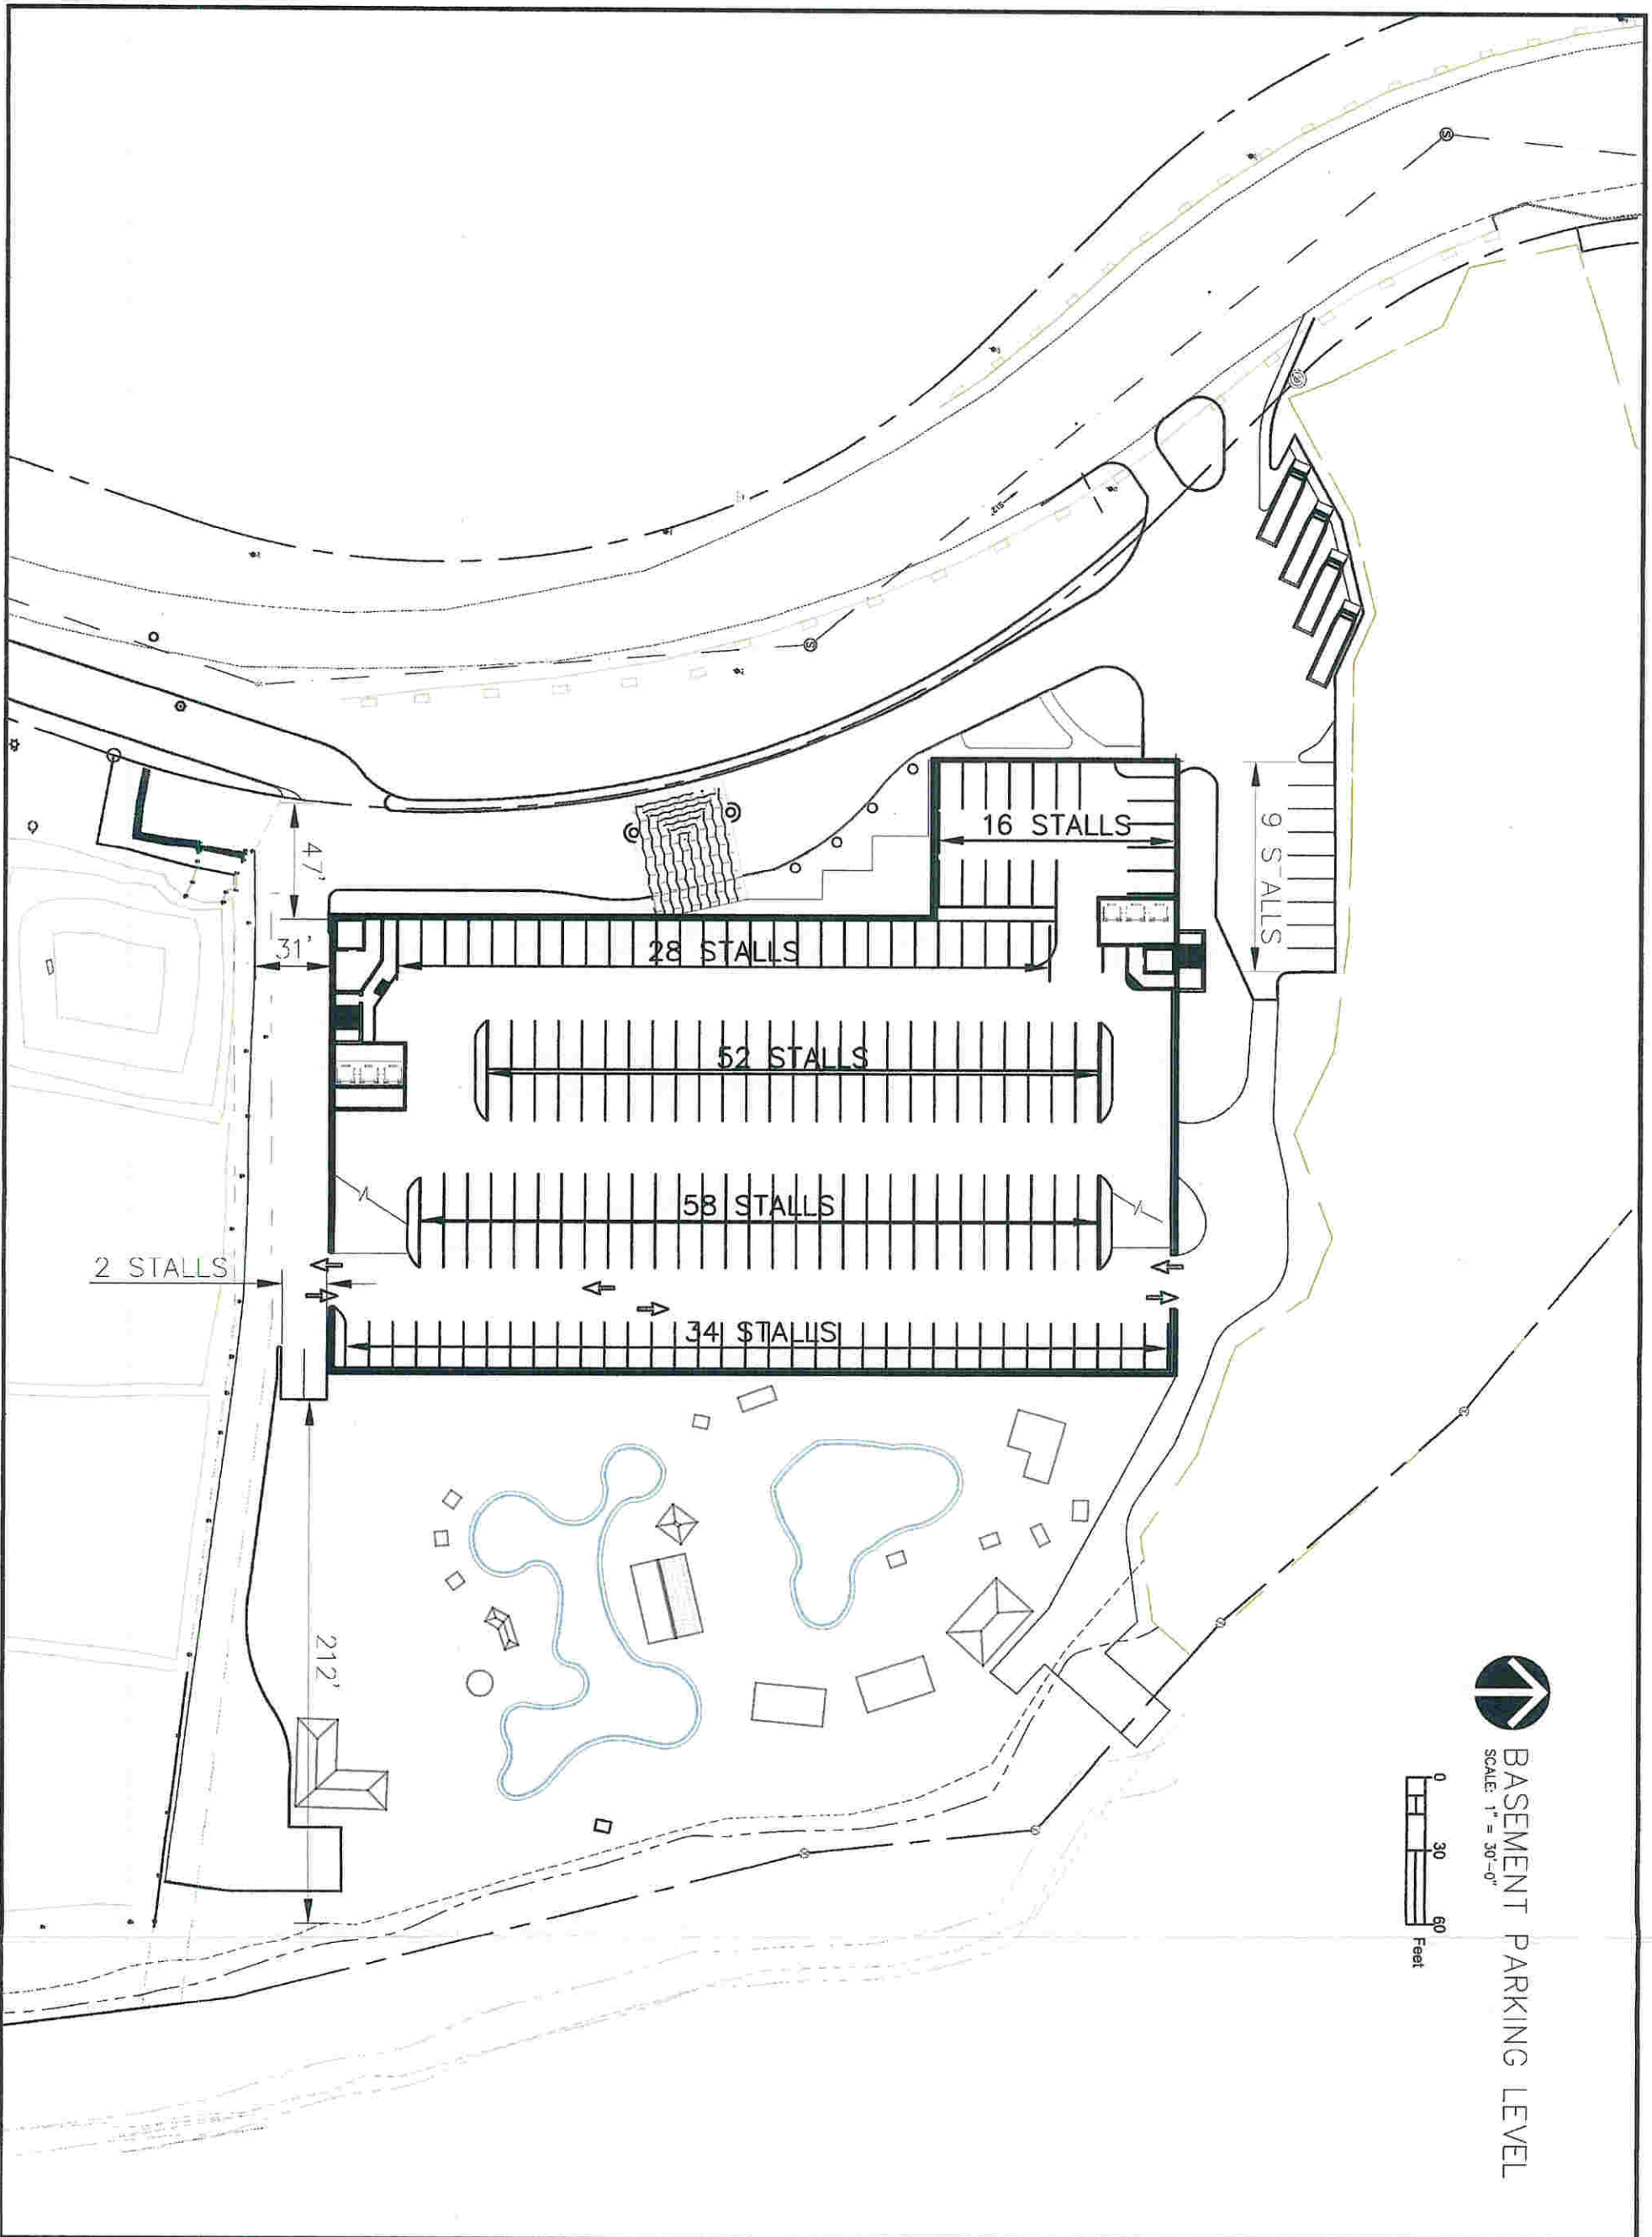 16 STALLS
9 S ALLS
47'
31'
28 STALLS
52 STALLS
58 STALLS
2 STALLS
34 STALLS
212'
BASEMENT PARKING LEVEL
SCALE: 1" = 30'-0"
0 30 60 Feet